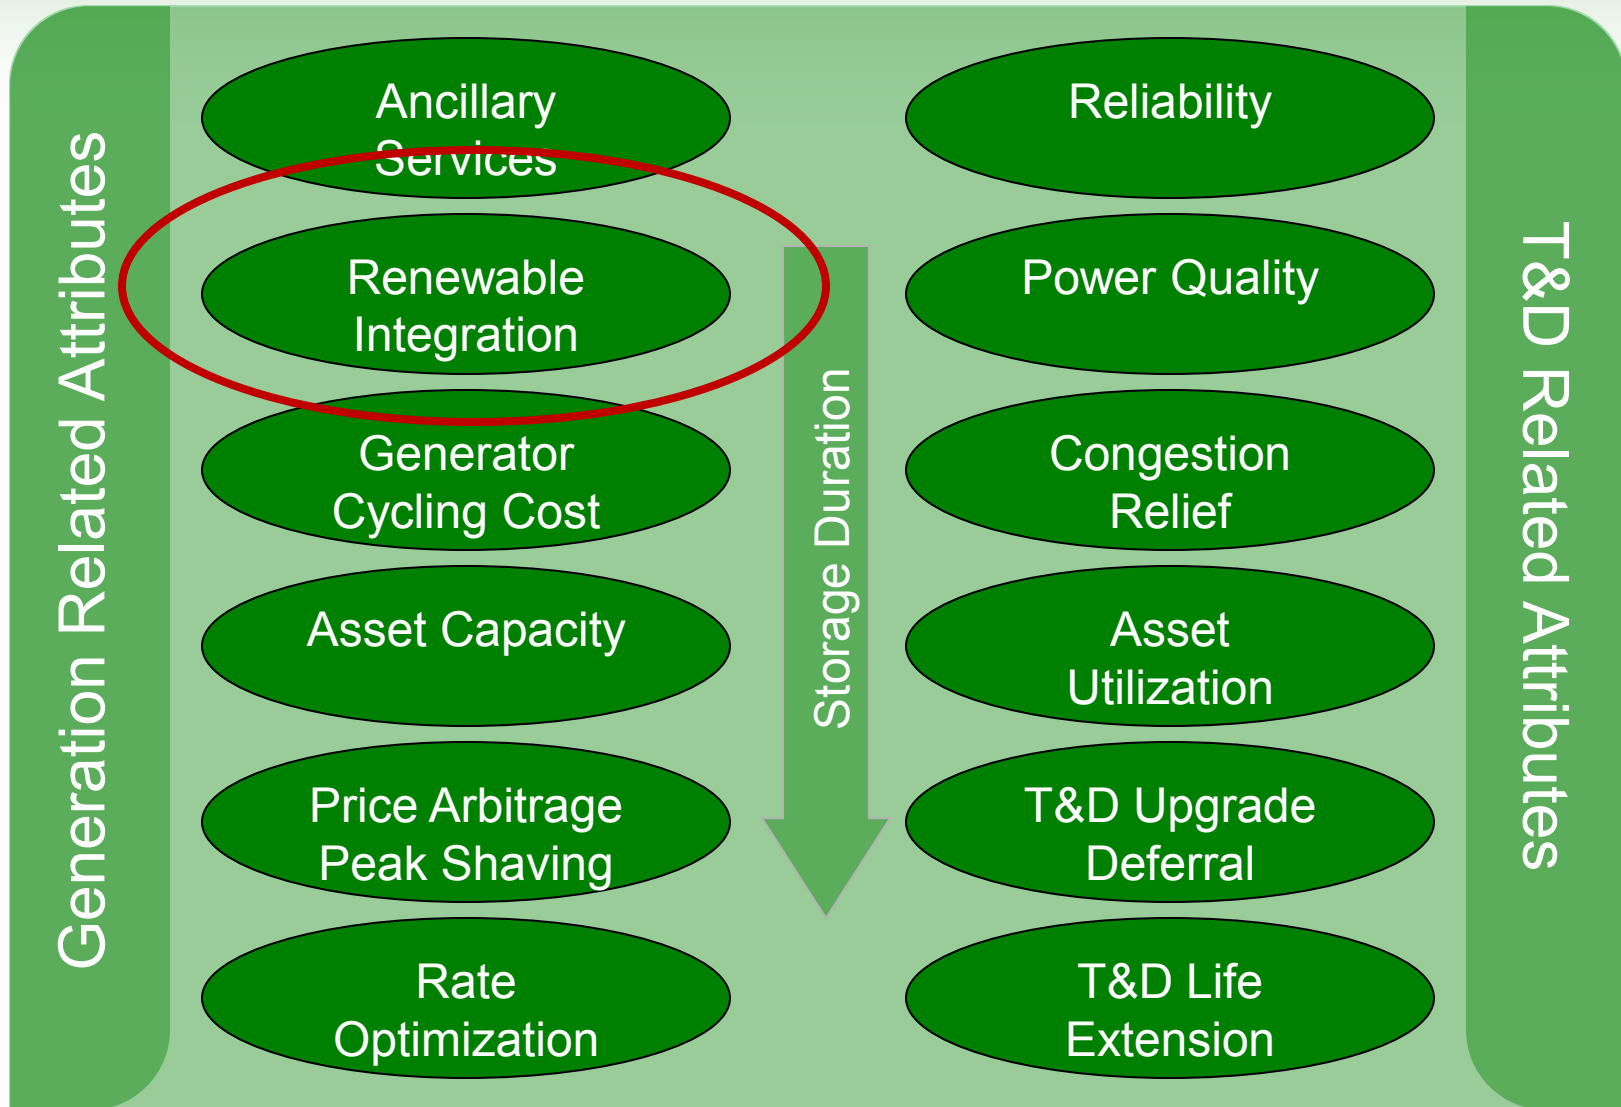 Generation Related Attributes
Ancillary
Services
Renewable
Integration
Generator
Cycling Cost
Asset Capacity
Price Arbitrage
Peak Shaving
Rate
Optimization
Storage Duration
Reliability
Power Quality
Congestion
Relief
Asset
Utilization
T&D Upgrade
Deferral
T&D Life
Extension
T&D Related Attributes